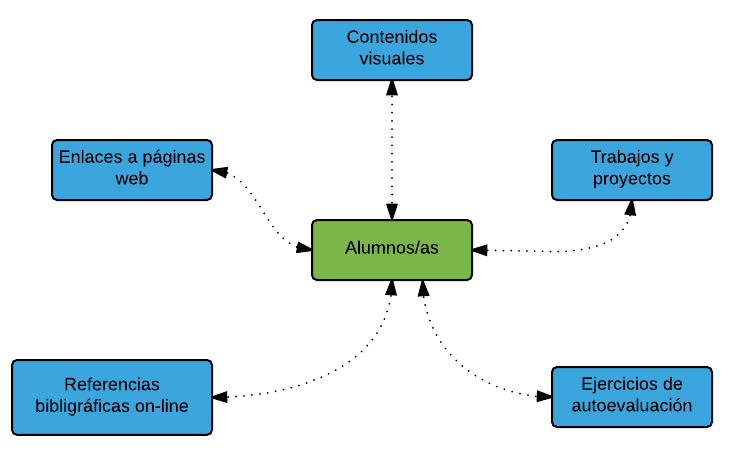 Contenidos
visuales
Enlaces a páginas
web
Trabajos y
proyectos
Alumnos/as
Referencias
bibligráficas on-line
Ejercicios de
autoevaluación